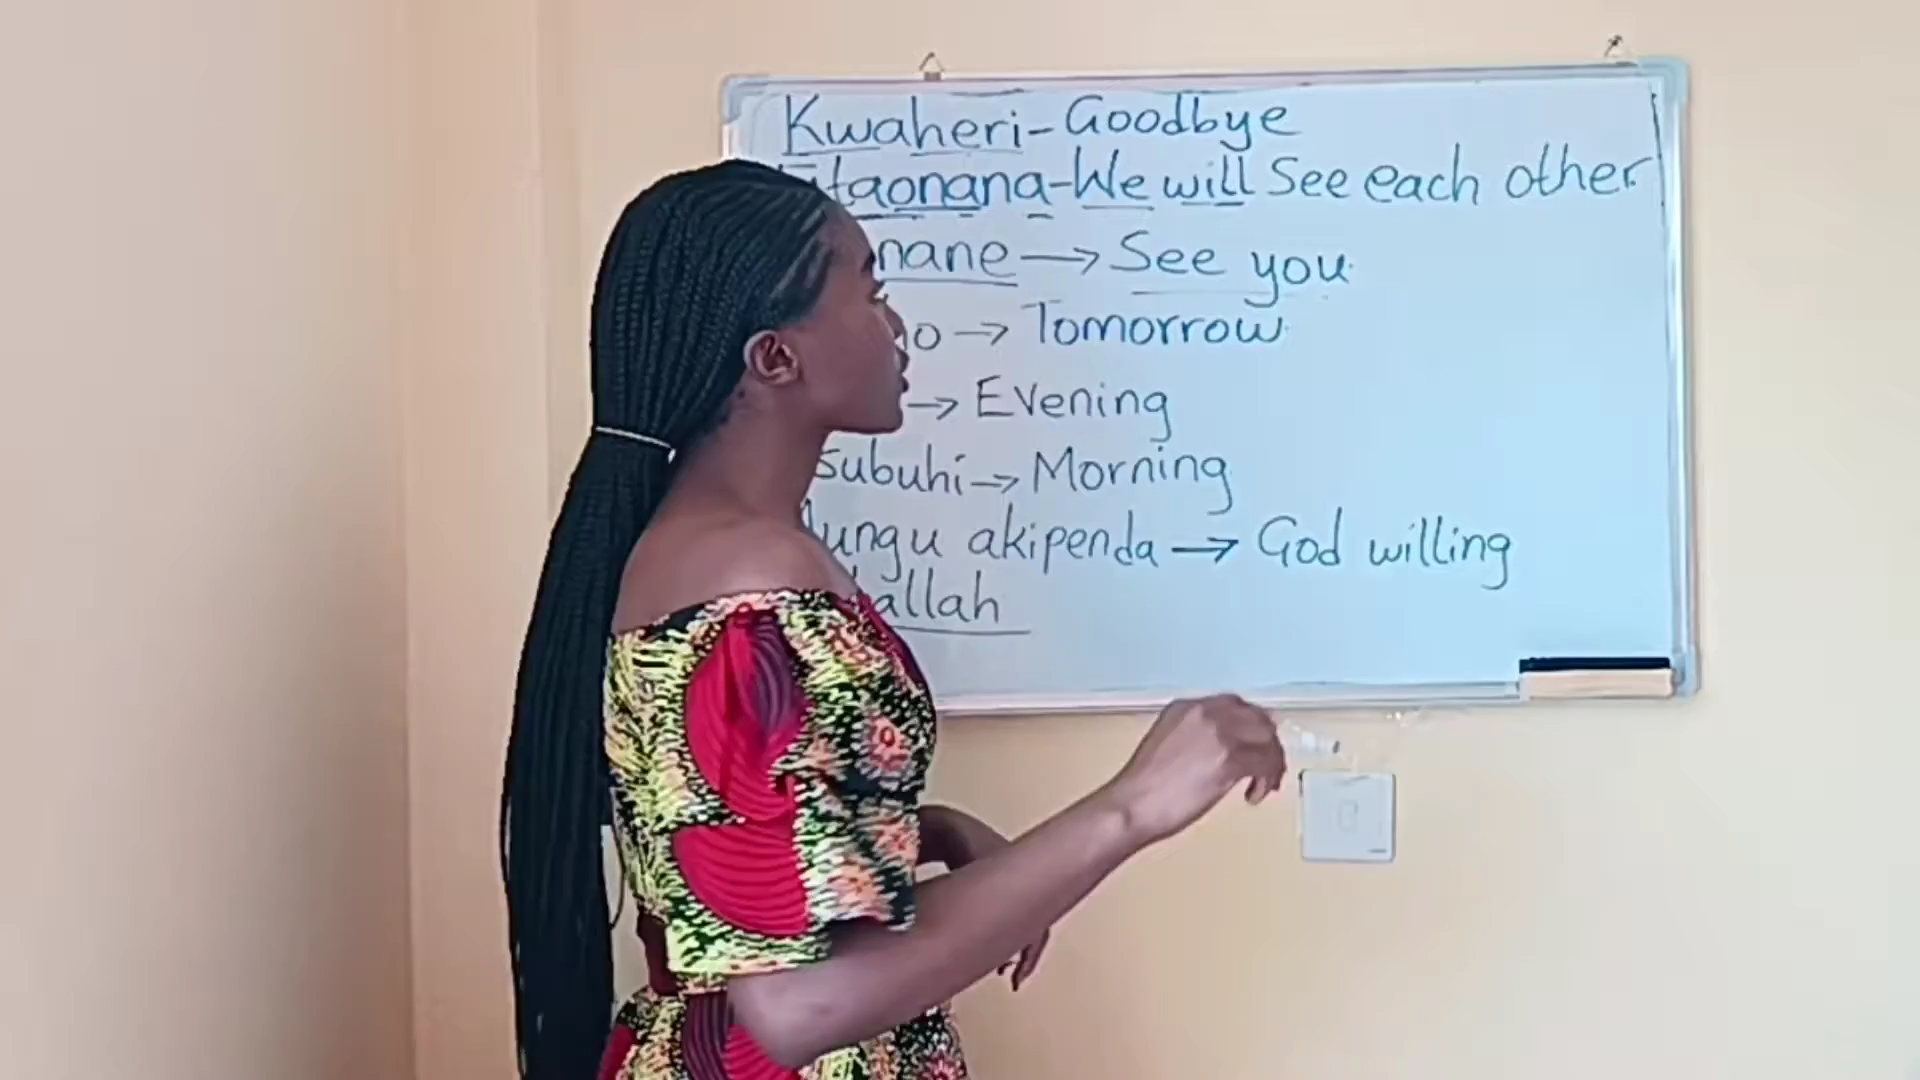 Kwaheri-Goodbye
taonana-We will See each other
nane → See you
o → Tomorrow
→ Evening
subuhi → Morning
ungu akipenda → God willing
allah